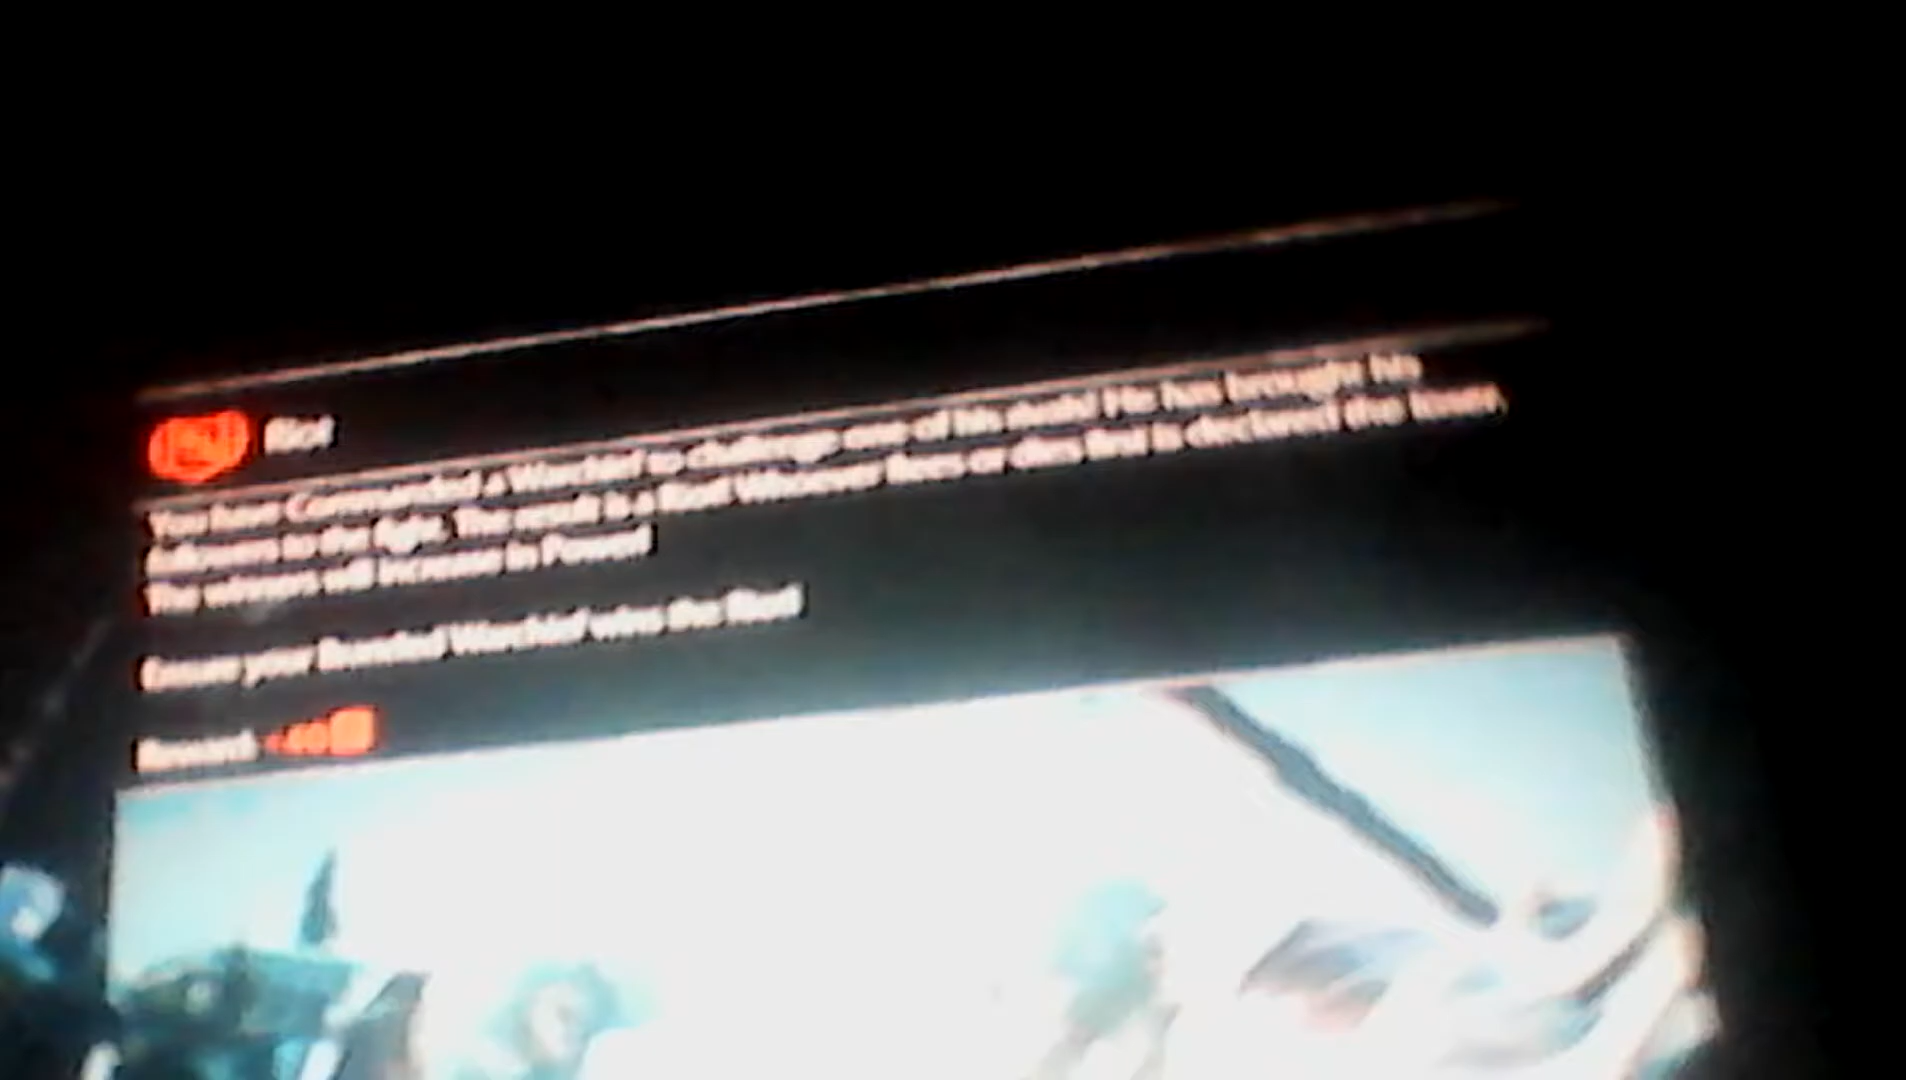 Riot
You have Commanded a Warchief to challenge one of his rivals! He has brought his
followers to the fight. The result is a Riot! Whoever flees or dies first is declared the loser.
The winners will increase in Power!
Ensure your Branded Warchief wins the Riot!
Reward: